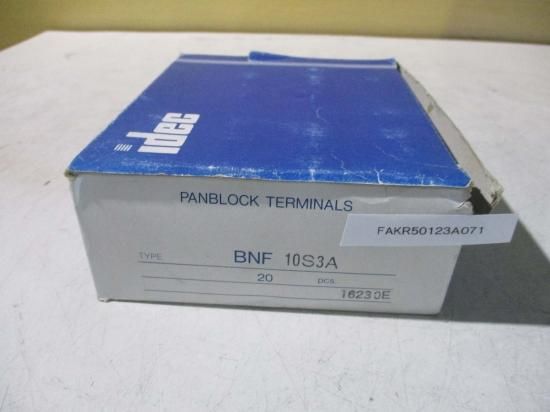 idec
PANBLOCK TERMINALS
FAKR50123A071
TYPE BNF 10S3A
20 pcs
16230E